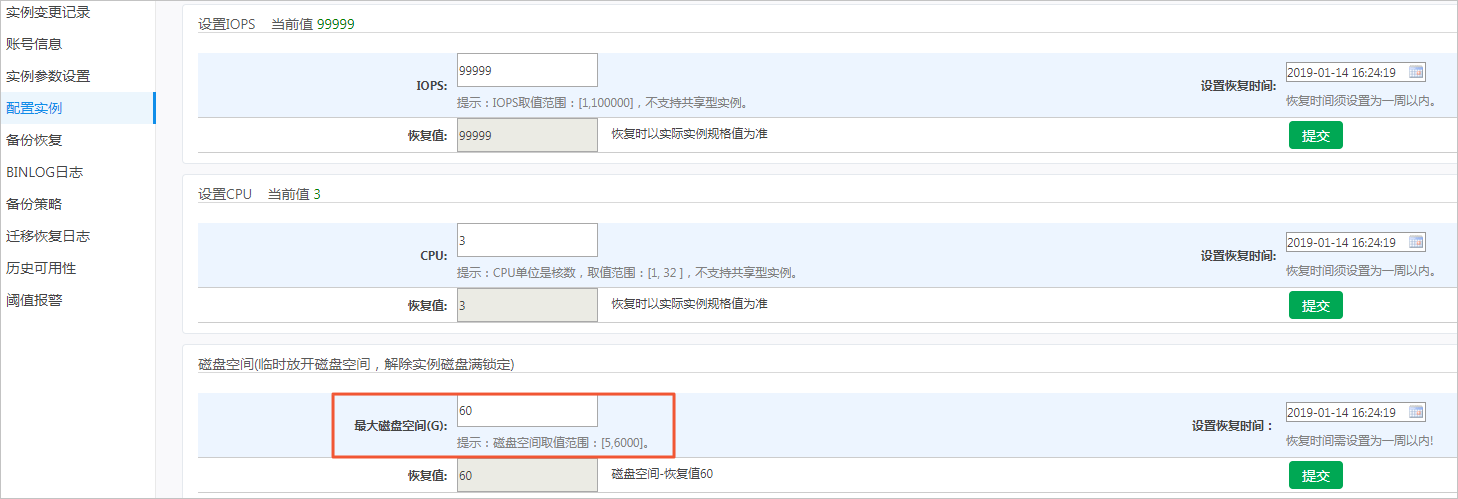 实例变更记录
账号信息
实例参数设置
配置实例
备份恢复
BINLOG日志
备份策略
迁移恢复日志
历史可用性
阈值报警
设置IOPS 当前值 99999
IOPS: 99999 设置恢复时间: 2019-01-14 16:24:19
提示：IOPS取值范围：[1,100000]，不支持共享型实例。 恢复时间须设置为一周以内。
恢复值: 99999 恢复时以实际实例规格值为准 提交
设置CPU 当前值 3
CPU: 3 设置恢复时间: 2019-01-14 16:24:19
提示：CPU单位是核数，取值范围：[1, 32 ]，不支持共享型实例。 恢复时间须设置为一周以内。
恢复值: 3 恢复时以实际实例规格值为准 提交
磁盘空间(临时放开磁盘空间，解除实例磁盘满锁定)
最大磁盘空间(G): 60 设置恢复时间： 2019-01-14 16:24:19
提示：磁盘空间取值范围：[5,6000]。 恢复时间需设置为一周以内!
恢复值: 60 磁盘空间-恢复值60 提交